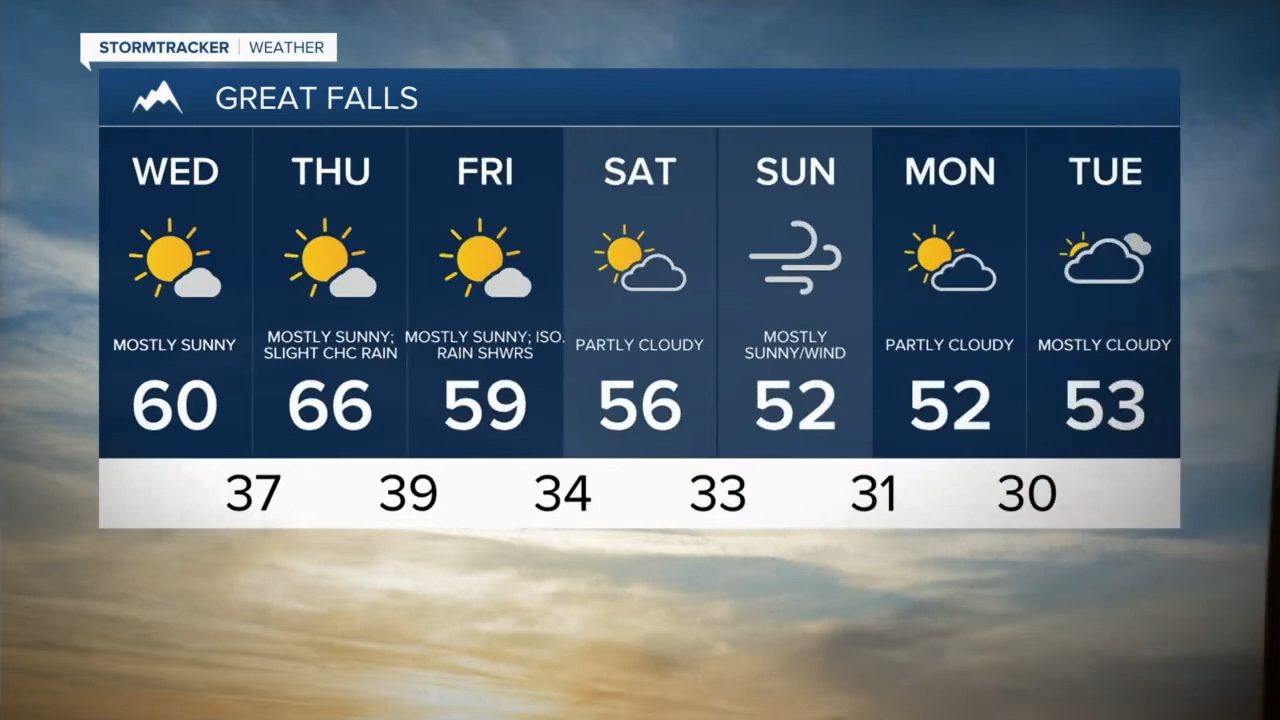 STORMTRACKER | WEATHER
GREAT FALLS
WED THU FRI SAT SUN MON TUE
MOSTLY SUNNY
MOSTLY SUNNY;
SLIGHT CHC RAIN
MOSTLY SUNNY; ISO.
RAIN SHWRS
PARTLY CLOUDY
MOSTLY
SUNNY/WIND
PARTLY CLOUDY
MOSTLY CLOUDY
60 66 59 56 52 52 53
37 39 34 33 31 30